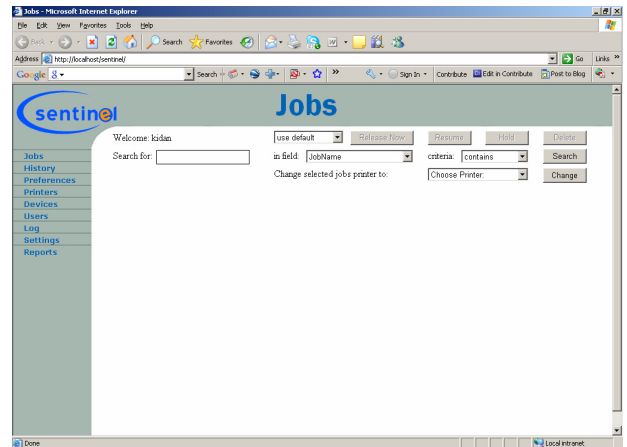 Jobs - Microsoft Internet Explorer
File Edit View Favorites Tools Help
Back Search Favorites
Address http://localhost/sentinel/ Go Links »
Google Search » Sign In Contribute Edit in Contribute Post to Blog
sentinel
Jobs
Welcome: kidan use default Release Now Resume Hold Delete
Search for: in field: JobName criteria: contains Search
Change selected jobs printer to: Choose Printer: Change
Jobs
History
Preferences
Printers
Devices
Users
Log
Settings
Reports
Done Local intranet